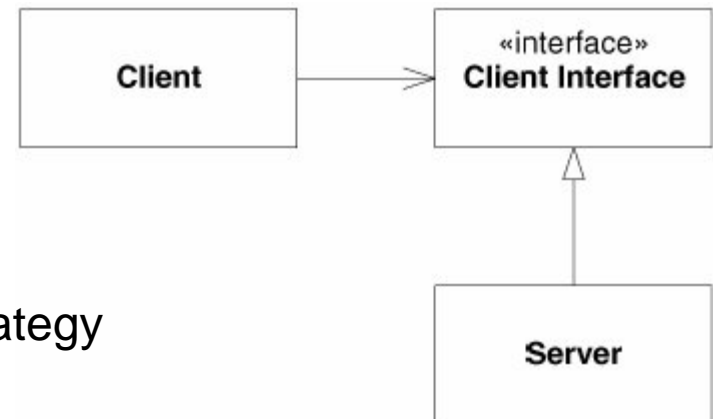 Client
«interface»
Client Interface
ategy
Server